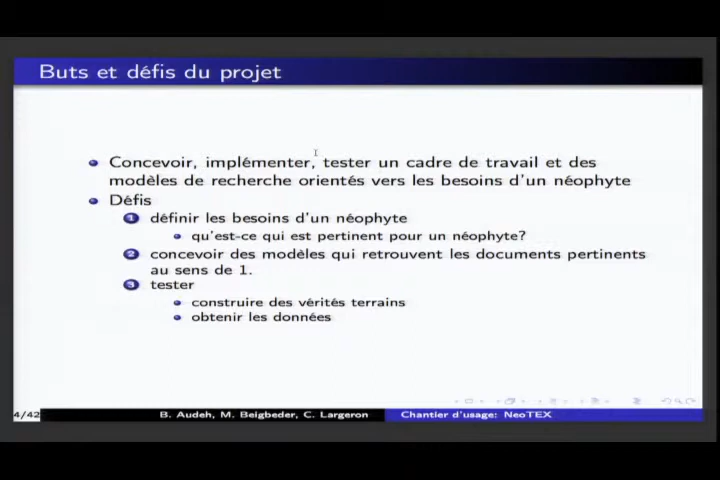 Buts et défis du projet
Concevoir, implémenter, tester un cadre de travail et des
modèles de recherche orientés vers les besoins d'un néophyte
Défis
1 définir les besoins d'un néophyte
qu'est-ce qui est pertinent pour un néophyte?
2 concevoir des modèles qui retrouvent les documents pertinents
au sens de 1.
3 tester
construire des vérités terrains
obtenir les données
4/42 B. Audeh, M. Beigbeder, C. Largeron Chantier d'usage: NeoTEX